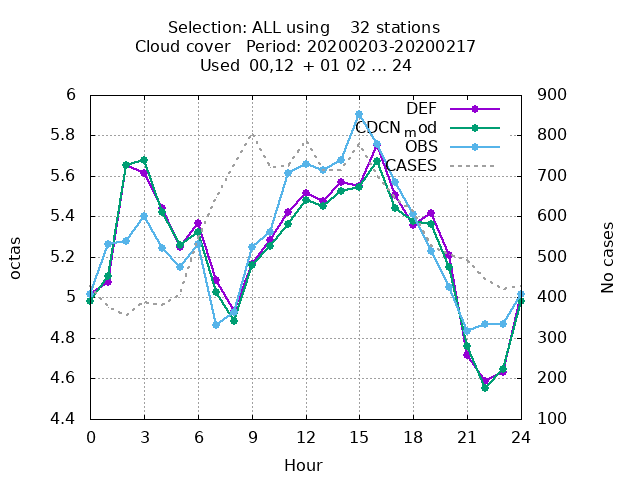 Selection: ALL using    32 stations
Cloud cover   Period: 20200203-20200217
Used  00,12  + 01 02 ... 24
6 900
DEF
CDCN_mod
OBS
CASES
5.8 800
5.6 700
5.4 600
5.2 500
5 400
4.8 300
4.6 200
4.4 100
octas
No cases
0 3 6 9 12 15 18 21 24
Hour